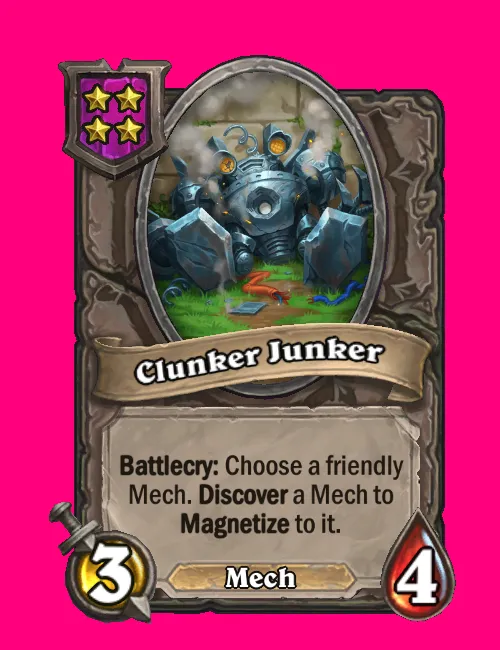 Clunker Junker
Battlecry: Choose a friendly
Mech. Discover a Mech to
Magnetize to it.
3
Mech
4